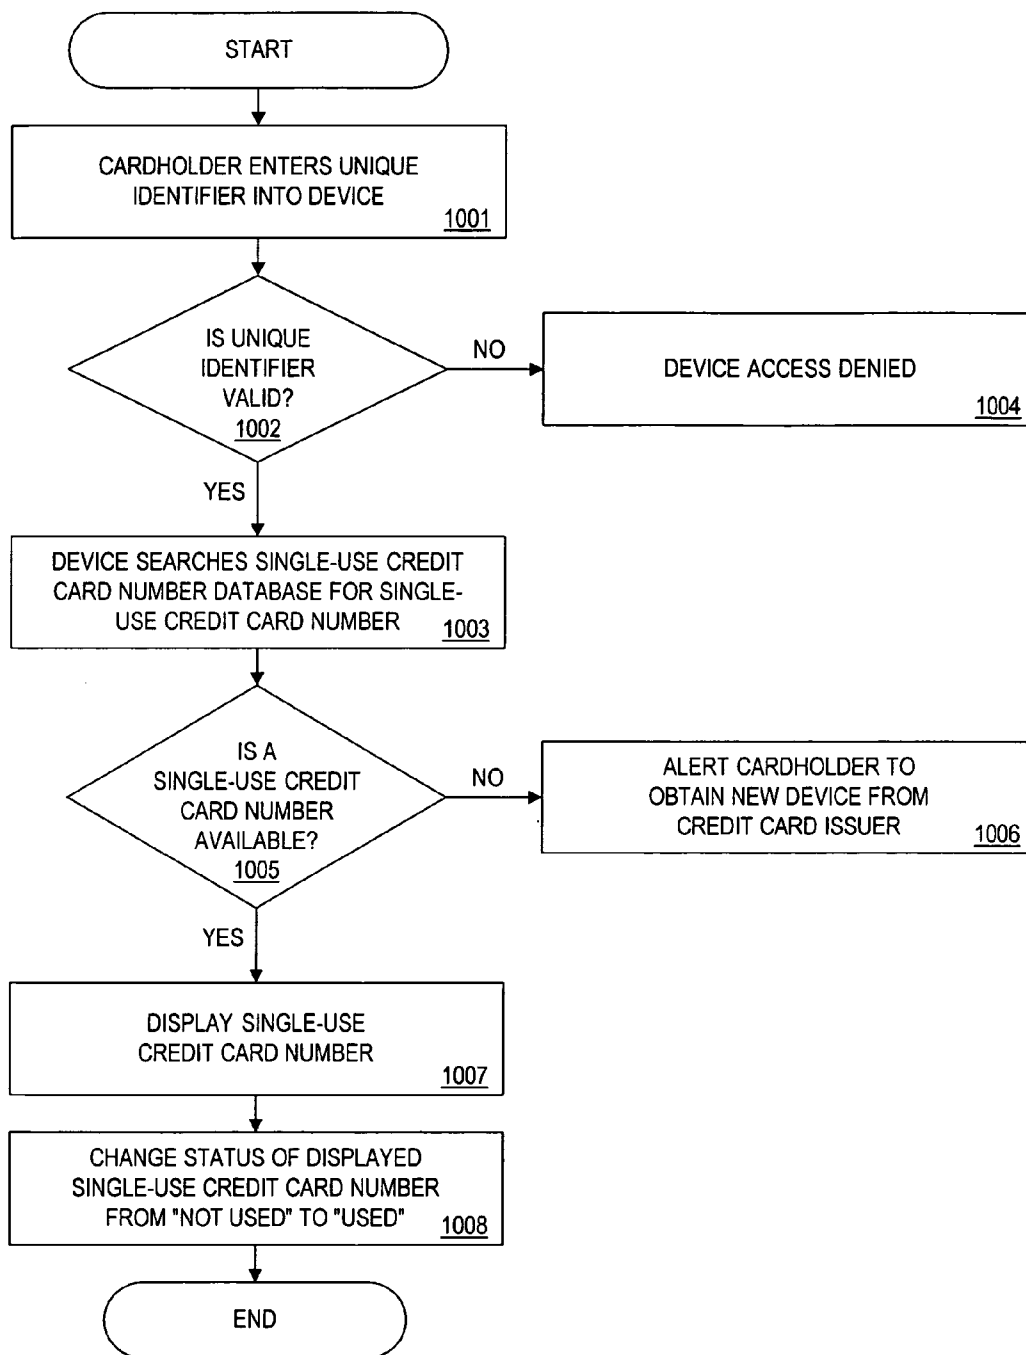 START
CARDHOLDER ENTERS UNIQUE
IDENTIFIER INTO DEVICE
1001
IS UNIQUE
IDENTIFIER
VALID?
1002
NO
DEVICE ACCESS DENIED
1004
YES
DEVICE SEARCHES SINGLE-USE CREDIT
CARD NUMBER DATABASE FOR SINGLE-
USE CREDIT CARD NUMBER
1003
IS A
SINGLE-USE CREDIT
CARD NUMBER
AVAILABLE?
1005
NO
ALERT CARDHOLDER TO
OBTAIN NEW DEVICE FROM
CREDIT CARD ISSUER
1006
YES
DISPLAY SINGLE-USE
CREDIT CARD NUMBER
1007
CHANGE STATUS OF DISPLAYED
SINGLE-USE CREDIT CARD NUMBER
FROM "NOT USED" TO "USED"
1008
END